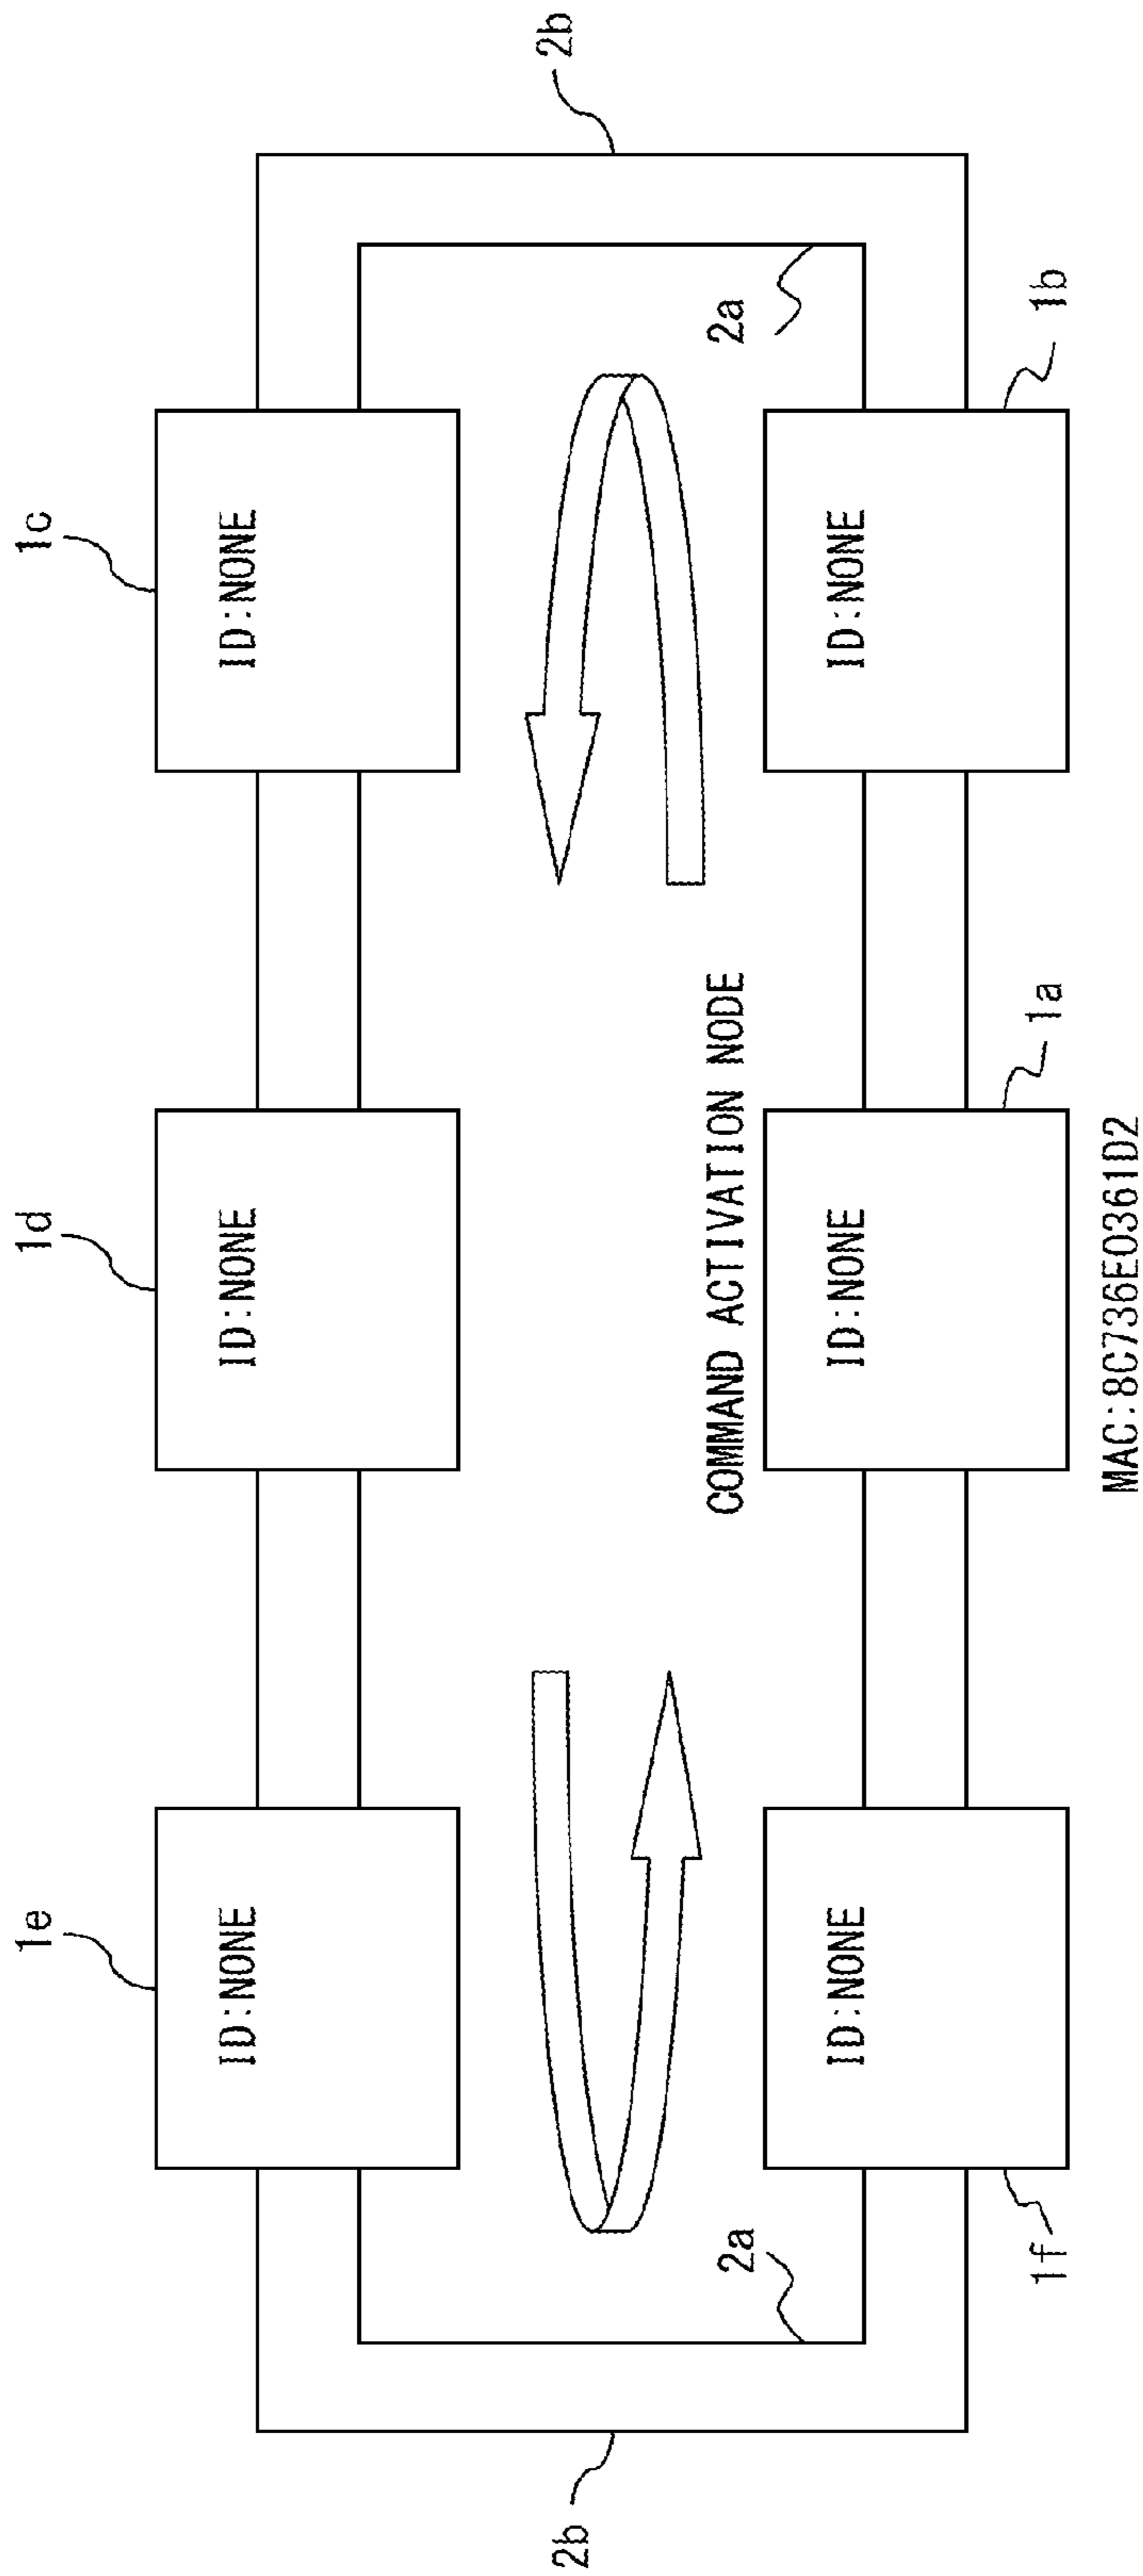 1e
1d
1c
ID:NONE
ID:NONE
ID:NONE
2b
2a
2a
2b
COMMAND ACTIVATION NODE
ID:NONE
ID:NONE
ID:NONE
1f
1a
1b
MAC:8C736E0361D2